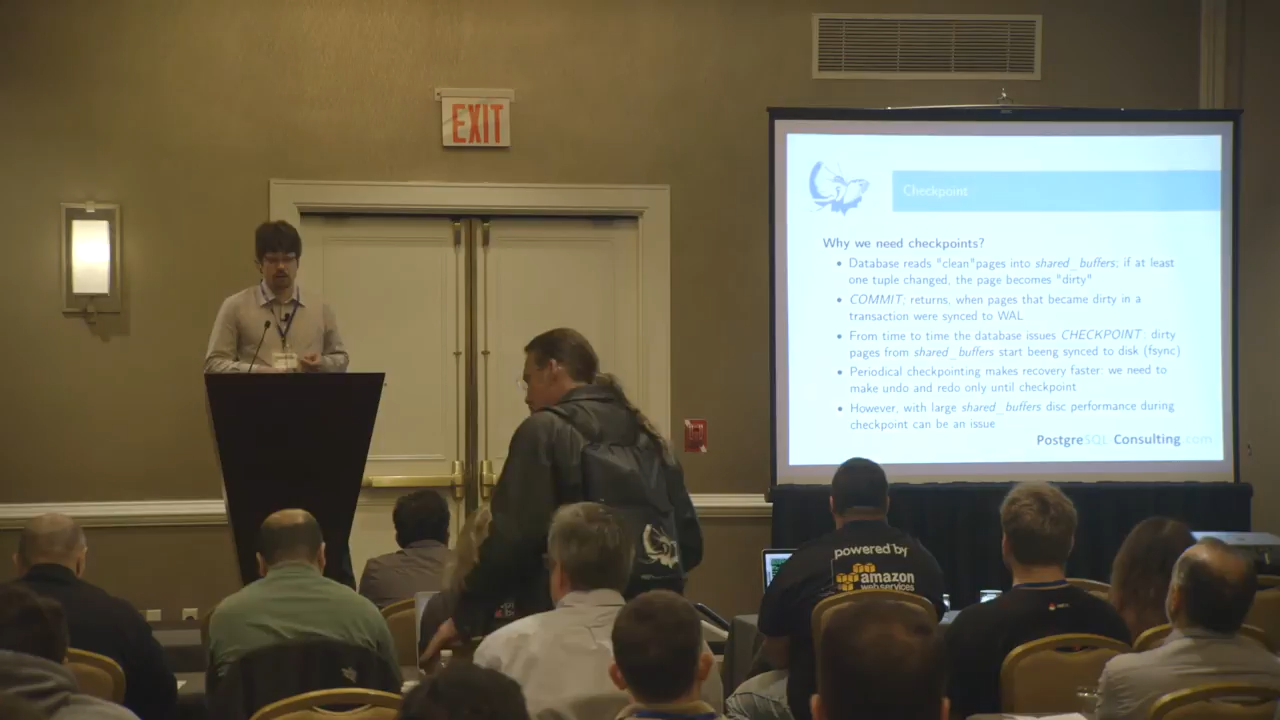 EXIT
Checkpoint
Why we need checkpoints?
• Database reads "clean"pages into shared_buffers; if at least
one tuple changed, the page becomes "dirty"
• COMMIT; returns, when pages that became dirty in a
transaction were synced to WAL
• From time to time the database issues CHECKPOINT: dirty
pages from shared_buffers start being synced to disk (fsync)
• Periodical checkpointing makes recovery faster: we need to
make undo and redo only until checkpoint
• However, with large shared_buffers disc performance during
checkpoint can be an issue
PostgreSQL-Consulting.com
powered by
amazon
web services